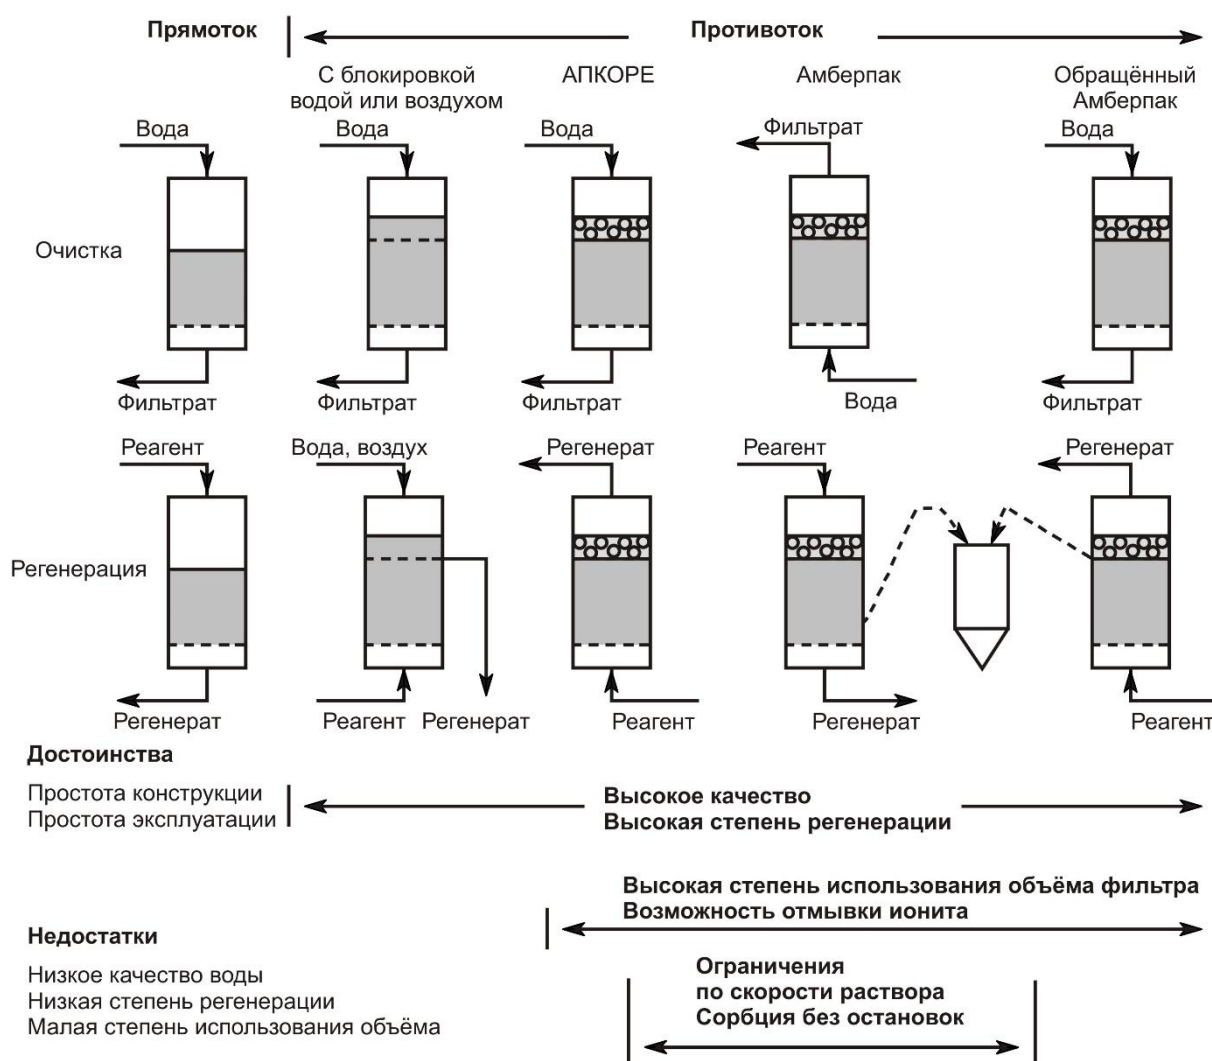 Прямоток
Противоток
С блокировкой
водой или воздухом
АПКОРЕ
Амберпак
Обращённый
Амберпак
Вода
Вода
Вода
Фильтрат
Вода
Очистка
Фильтрат
Фильтрат
Фильтрат
Вода
Фильтрат
Реагент
Вода, воздух
Регенерат
Реагент
Регенерат
Регенерация
Регенерат
Реагент
Регенерат
Реагент
Регенерат
Реагент
Достоинства
Простота конструкции
Простота эксплуатации
Высокое качество
Высокая степень регенерации
Высокая степень использования объёма фильтра
Возможность отмывки ионита
Недостатки
Низкое качество воды
Низкая степень регенерации
Малая степень использования объёма
Ограничения
по скорости раствора
Сорбция без остановок